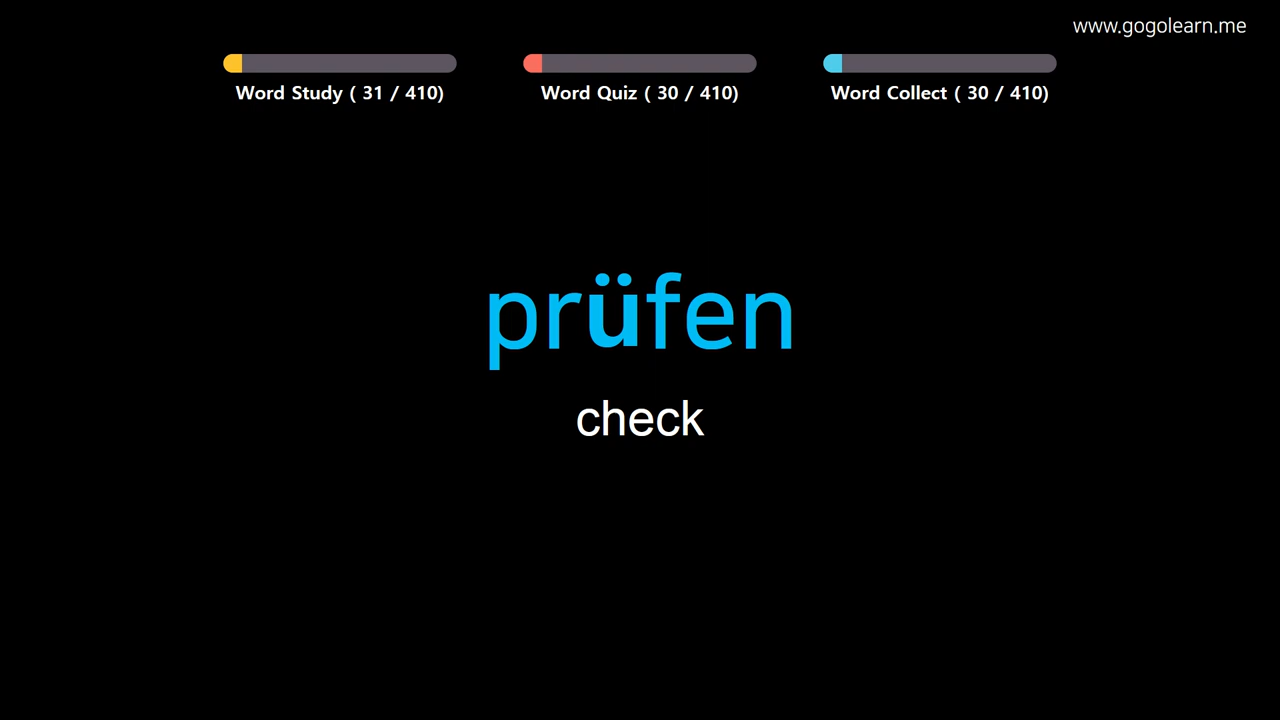 www.gogolearn.me
Word Study ( 31 / 410)
Word Quiz ( 30 / 410)
Word Collect ( 30 / 410)
prüfen
check